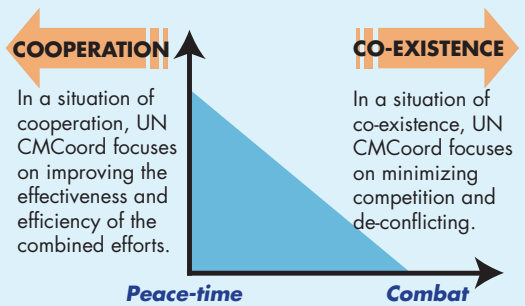 COOPERATION
In a situation of
cooperation, UN
CMCoord focuses
on improving the
effectiveness and
efficiency of the
combined efforts.
CO-EXISTENCE
In a situation of
co-existence, UN
CMCoord focuses
on minimizing
competition and
de-conflicting.
Peace-time
Combat